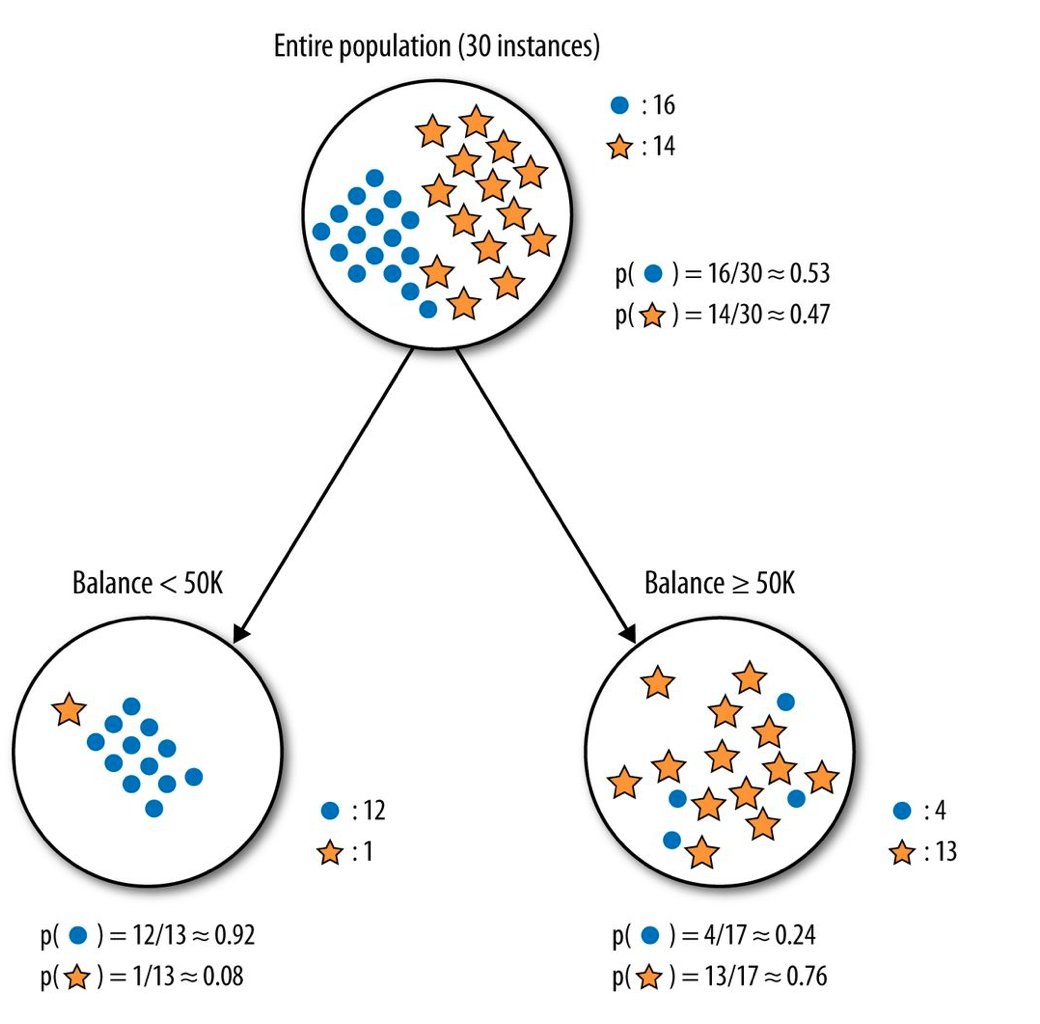 Entire population (30 instances)
: 16
: 14
p( ) = 16/30 ≈ 0.53
p( ) = 14/30 ≈ 0.47
Balance < 50K
Balance ≥ 50K
: 12
: 1
: 4
: 13
p( ) = 12/13 ≈ 0.92
p( ) = 1/13 ≈ 0.08
p( ) = 4/17 ≈ 0.24
p( ) = 13/17 ≈ 0.76